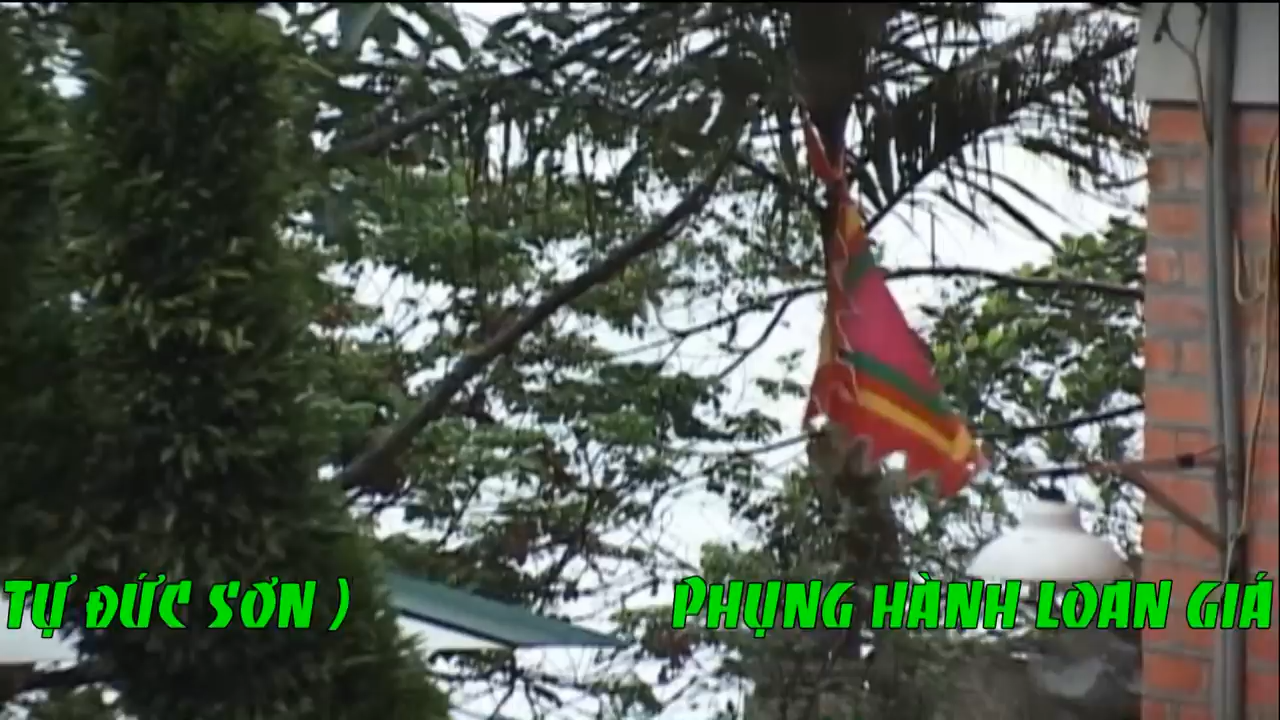 TỰ ĐỨC SƠN ) PHỤNG HÀNH LOAN GIÁ